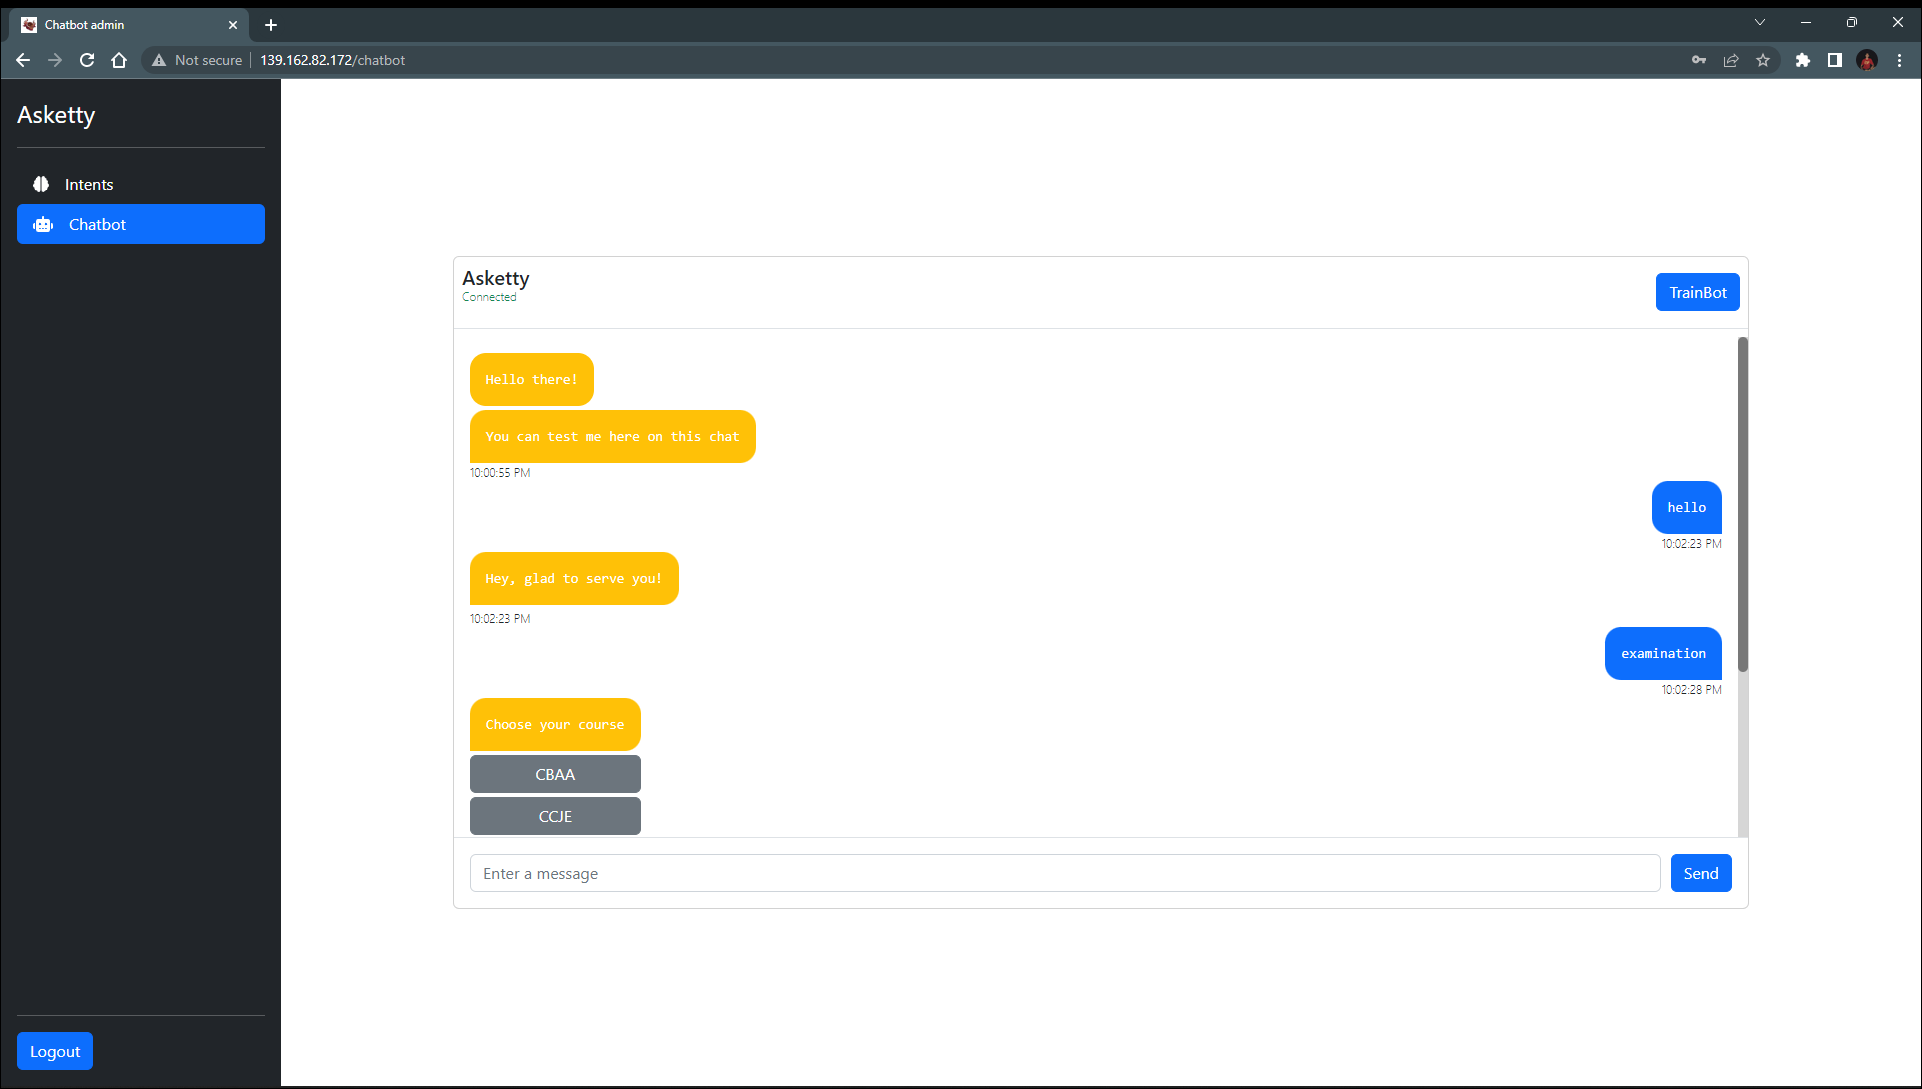 Chatbot admin
Not secure
139.162.82.172/chatbot
Asketty
Intents
Chatbot
Asketty
Connected
TrainBot
Hello there!
You can test me here on this chat
10:00:55 PM
hello
10:02:23 PM
Hey, glad to serve you!
10:02:23 PM
examination
10:02:28 PM
Choose your course
CBAA
CCJE
Enter a message
Send
Logout